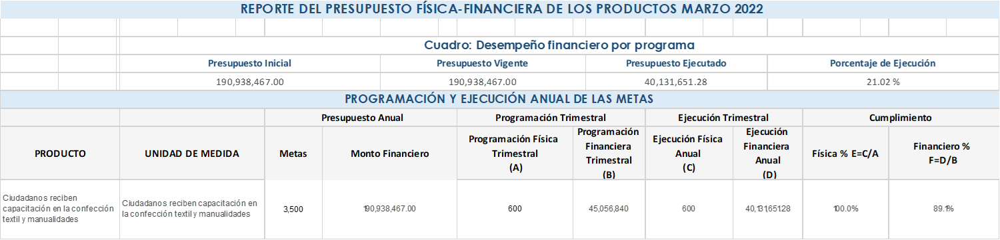 REPORTE DEL PRESUPUESTO FÍSICA-FINANCIERA DE LOS PRODUCTOS MARZO 2022
Cuadro: Desempeño financiero por programa
Presupuesto Inicial Presupuesto Vigente Presupuesto Ejecutado Porcentaje de Ejecución
190,938,467.00 190,938,467.00 40,131,651.28 21.02 %
PROGRAMACIÓN Y EJECUCIÓN ANUAL DE LAS METAS
Presupuesto Anual Programación Trimestral Ejecución Trimestral Cumplimiento
PRODUCTO
UNIDAD DE MEDIDA
Metas
Monto Financiero
Programación Física
Trimestral
(A)
Programación
Financiera
Trimestral
(B)
Ejecución Física
Anual
(C)
Ejecución
Financiera
Anual
(D)
Física % E=C/A
Financiero %
F=D/B
Ciudadanos reciben
capacitación en la confección
textil y manualidades
Ciudadanos reciben capacitación en
la confección textil y manualidades
3,500
190,938,467.00
600
45,056,840
600
40,131,651.28
100.0%
89.1%